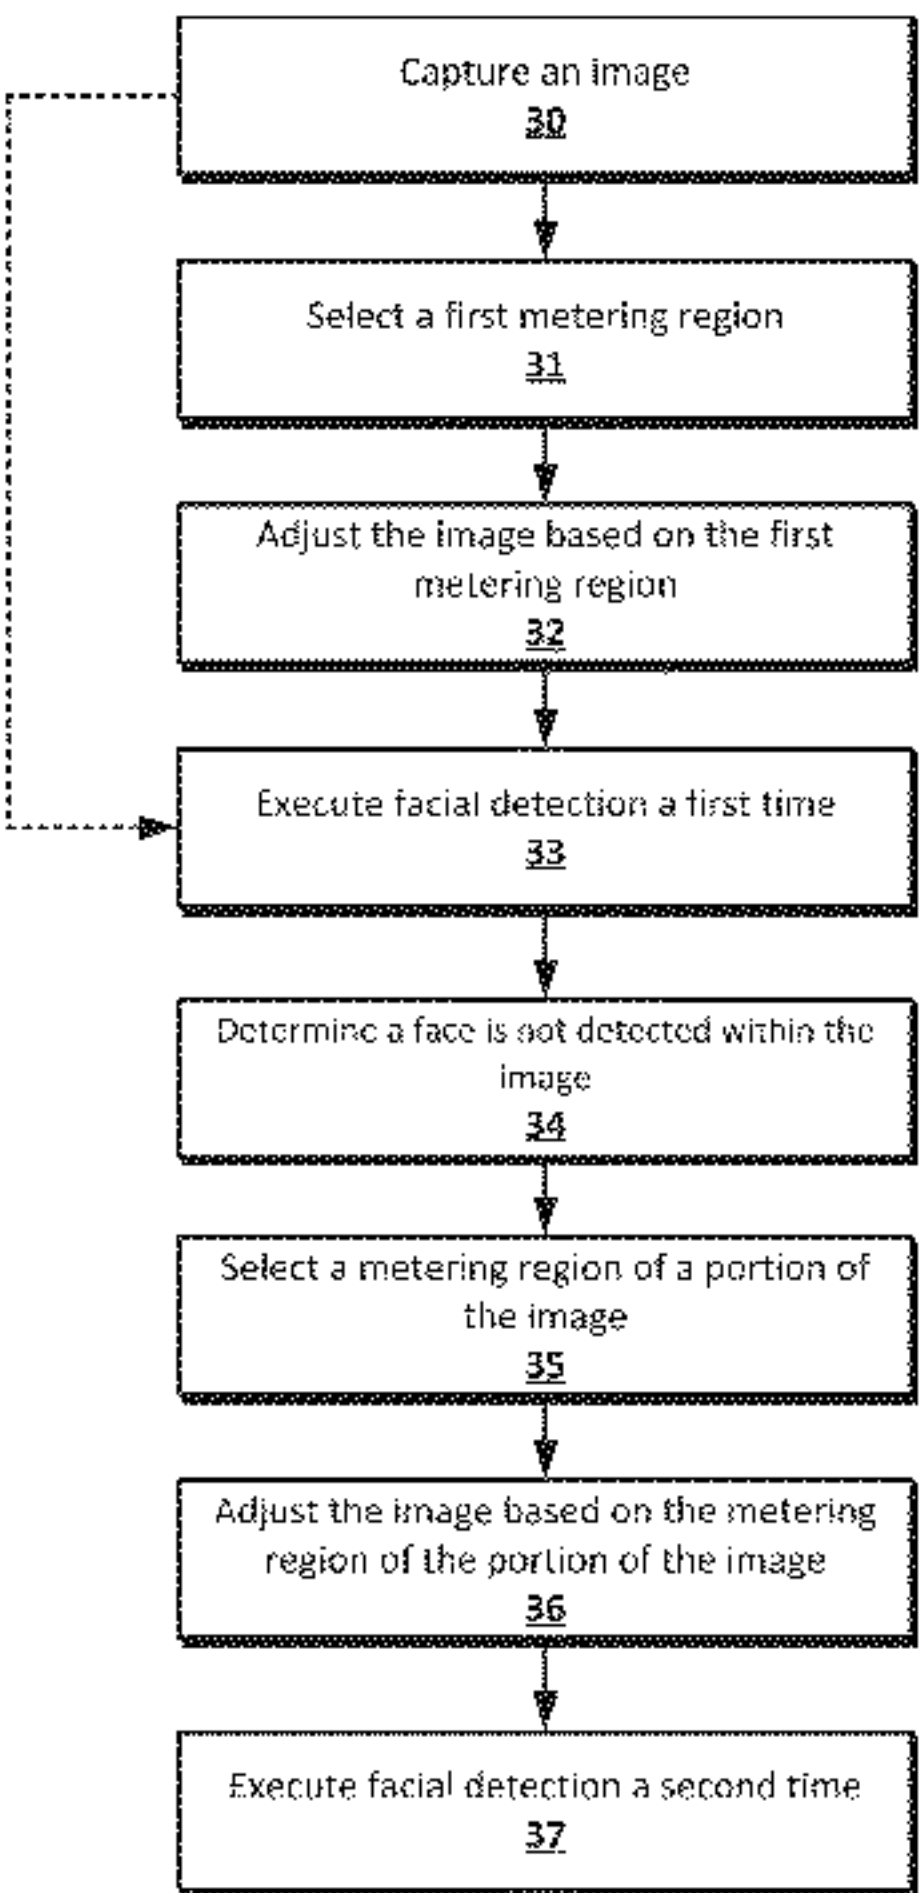 Capture an image
30
Select a first metering region
31
Adjust the image based on the first
metering region
32
Execute facial detection a first time
33
Determine a face is not detected within the
image
34
Select a metering region of a portion of
the image
35
Adjust the image based on the metering
region of the portion of the image
36
Execute facial detection a second time
37